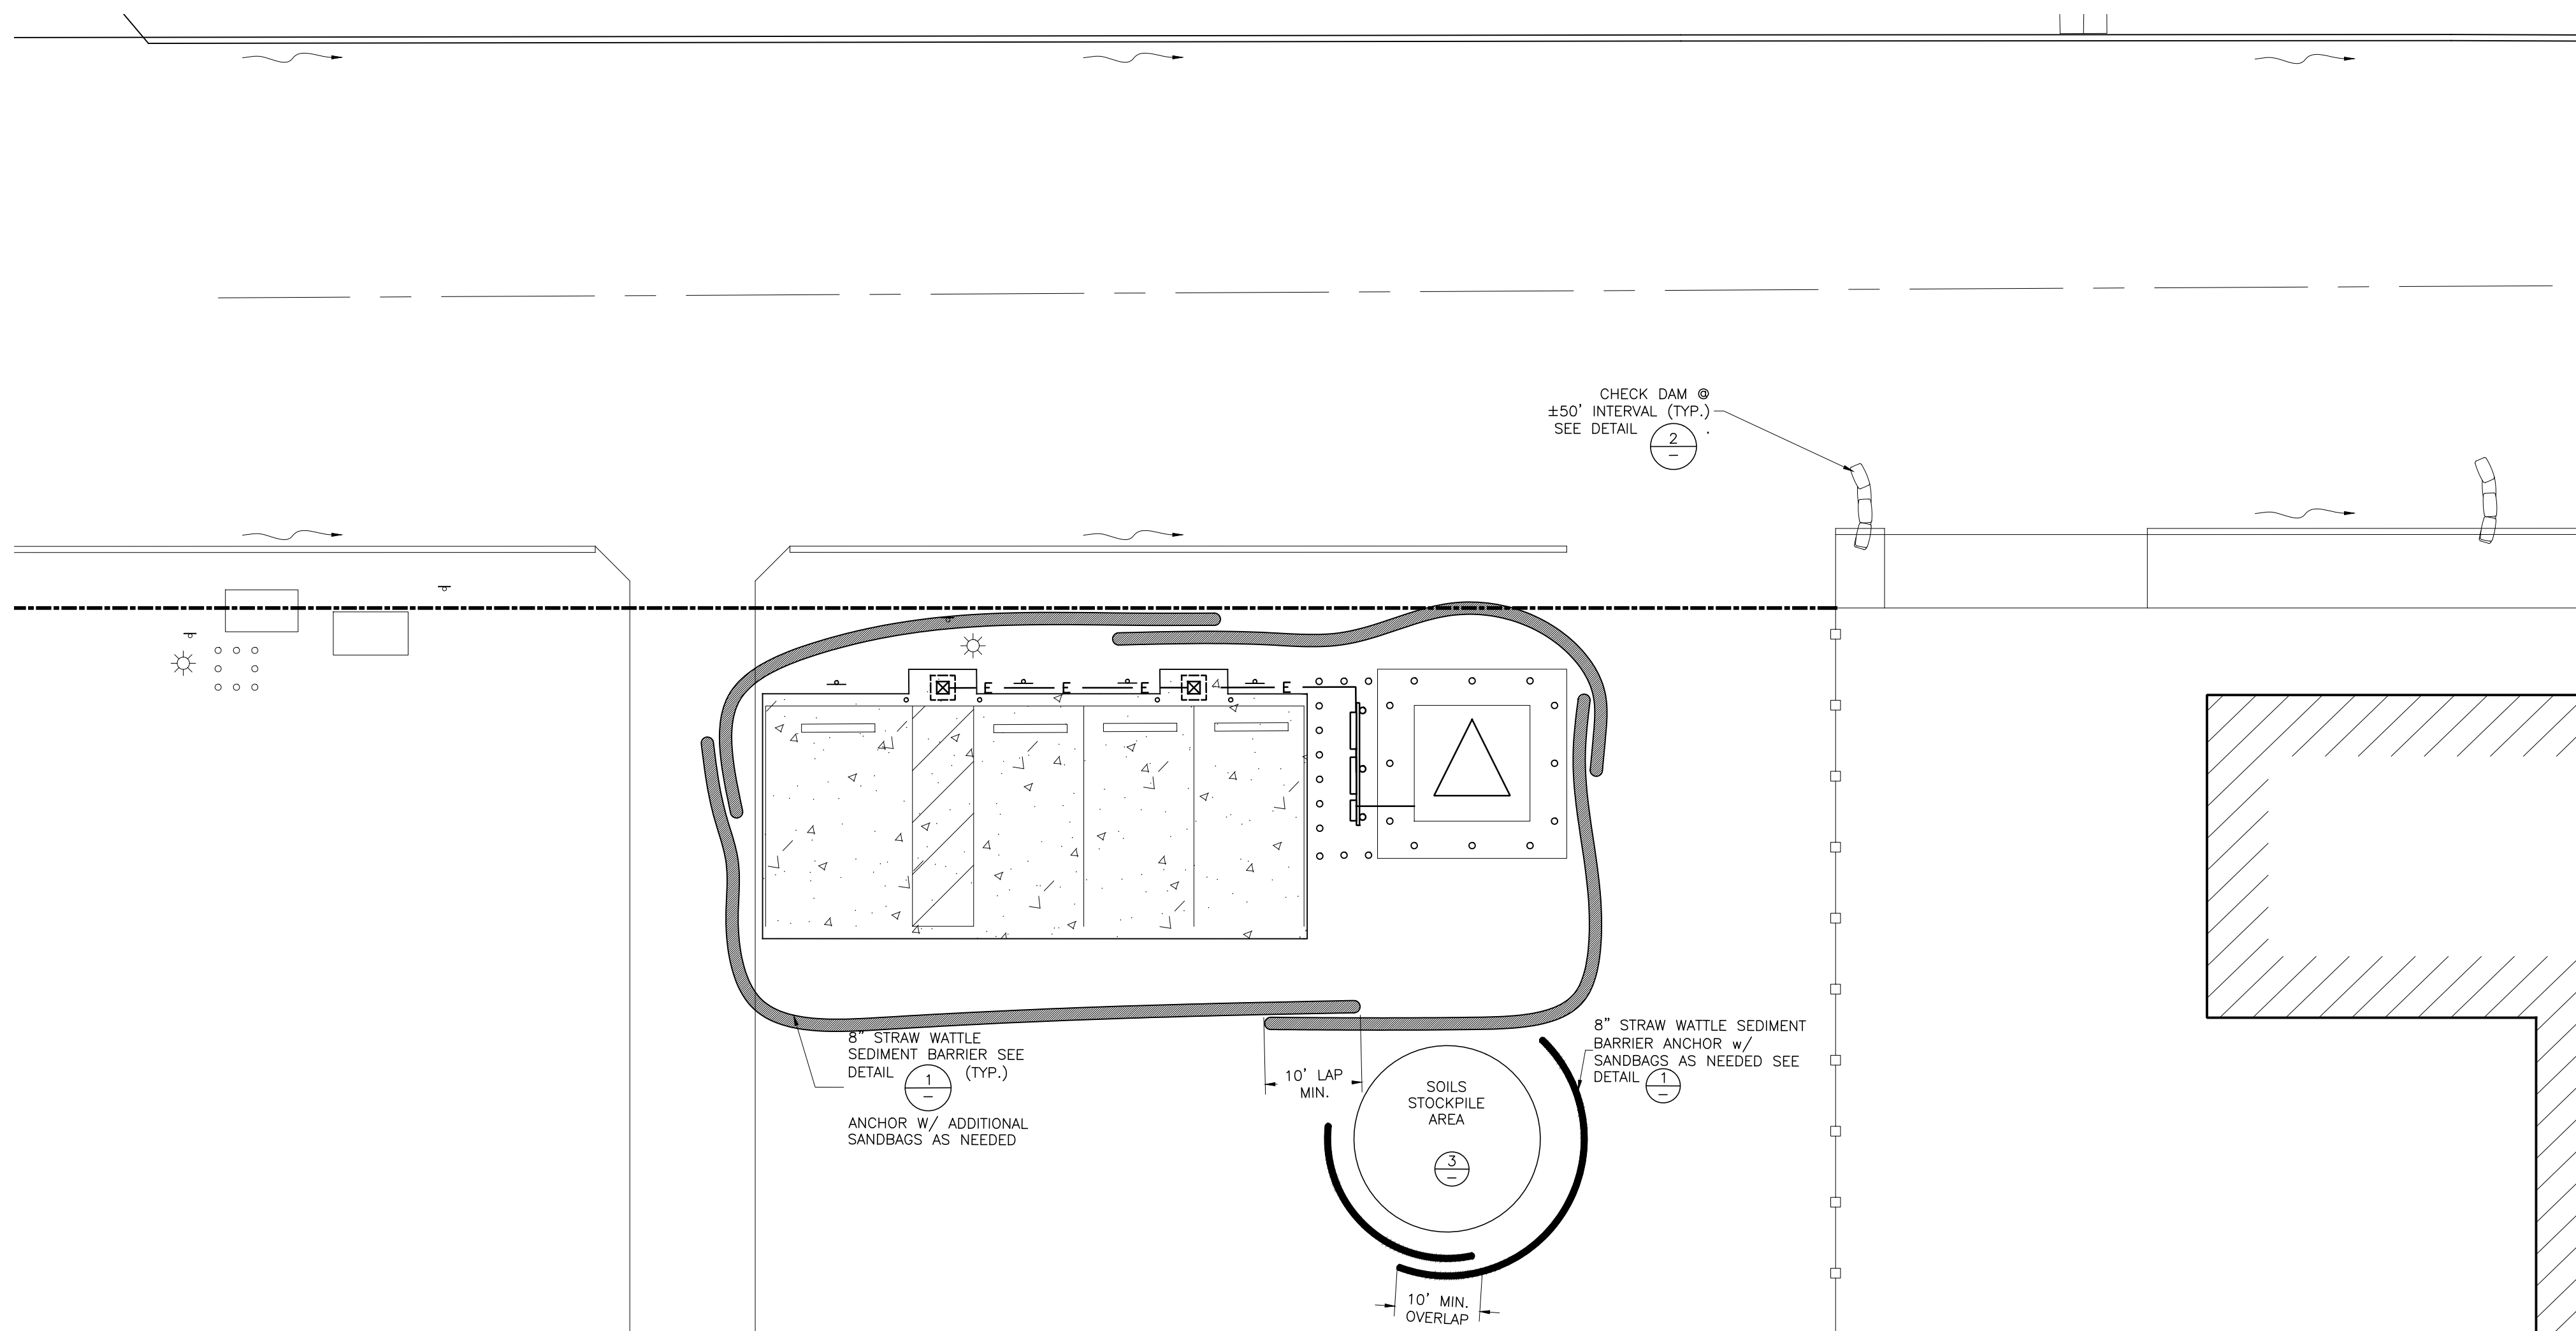 CHECK DAM @
±50' INTERVAL (TYP.)
SEE DETAIL 2 .
–
E E E E
8" STRAW WATTLE
SEDIMENT BARRIER SEE
DETAIL 1 (TYP.)
–
ANCHOR W/ ADDITIONAL
SANDBAGS AS NEEDED
10' LAP
MIN.
8" STRAW WATTLE SEDIMENT
BARRIER ANCHOR w/
SANDBAGS AS NEEDED SEE
DETAIL 1
–
SOILS
STOCKPILE
AREA
3
–
10' MIN.
OVERLAP